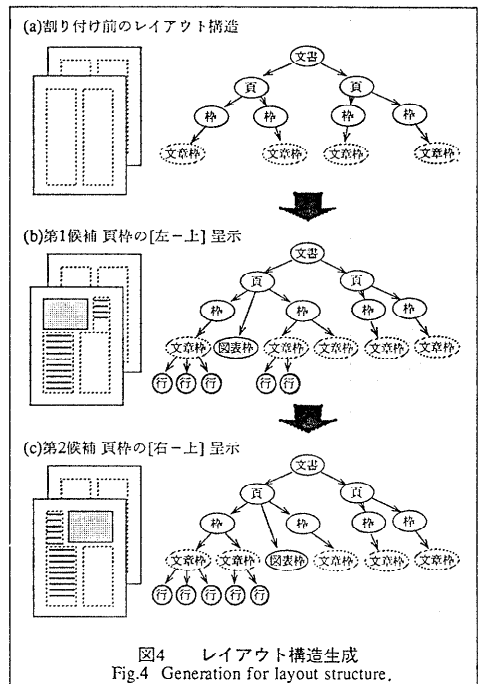 (a)割り付け前のレイアウト構造
文書
頁 頁
枠 枠 枠 枠
文章枠 文章枠 文章枠 文章枠
(b)第1候補 頁枠の[左－上] 呈示
文書
頁 頁
枠 枠 枠 枠
文章枠 図表枠 文章枠 文章枠 文章枠 文章枠
行 行 行 行 行
(c)第2候補 頁枠の[右－上] 呈示
文書
頁 頁
枠 枠 枠 枠
文章枠 文章枠 図表枠 文章枠 文章枠 文章枠
行 行 行 行 行
図4 レイアウト構造生成
Fig.4 Generation for layout structure.